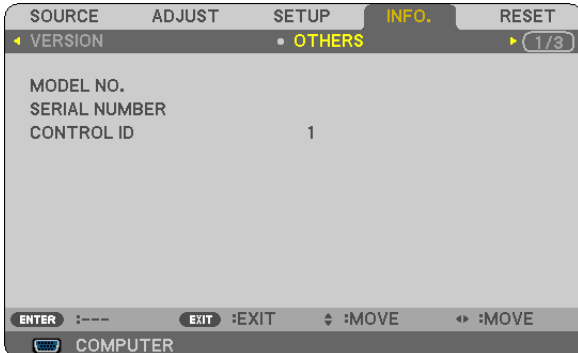 SOURCE ADJUST SETUP INFO. RESET
VERSION • OTHERS 1/3
MODEL NO.
SERIAL NUMBER
CONTROL ID 1
ENTER :--- EXIT :EXIT :MOVE :MOVE
COMPUTER